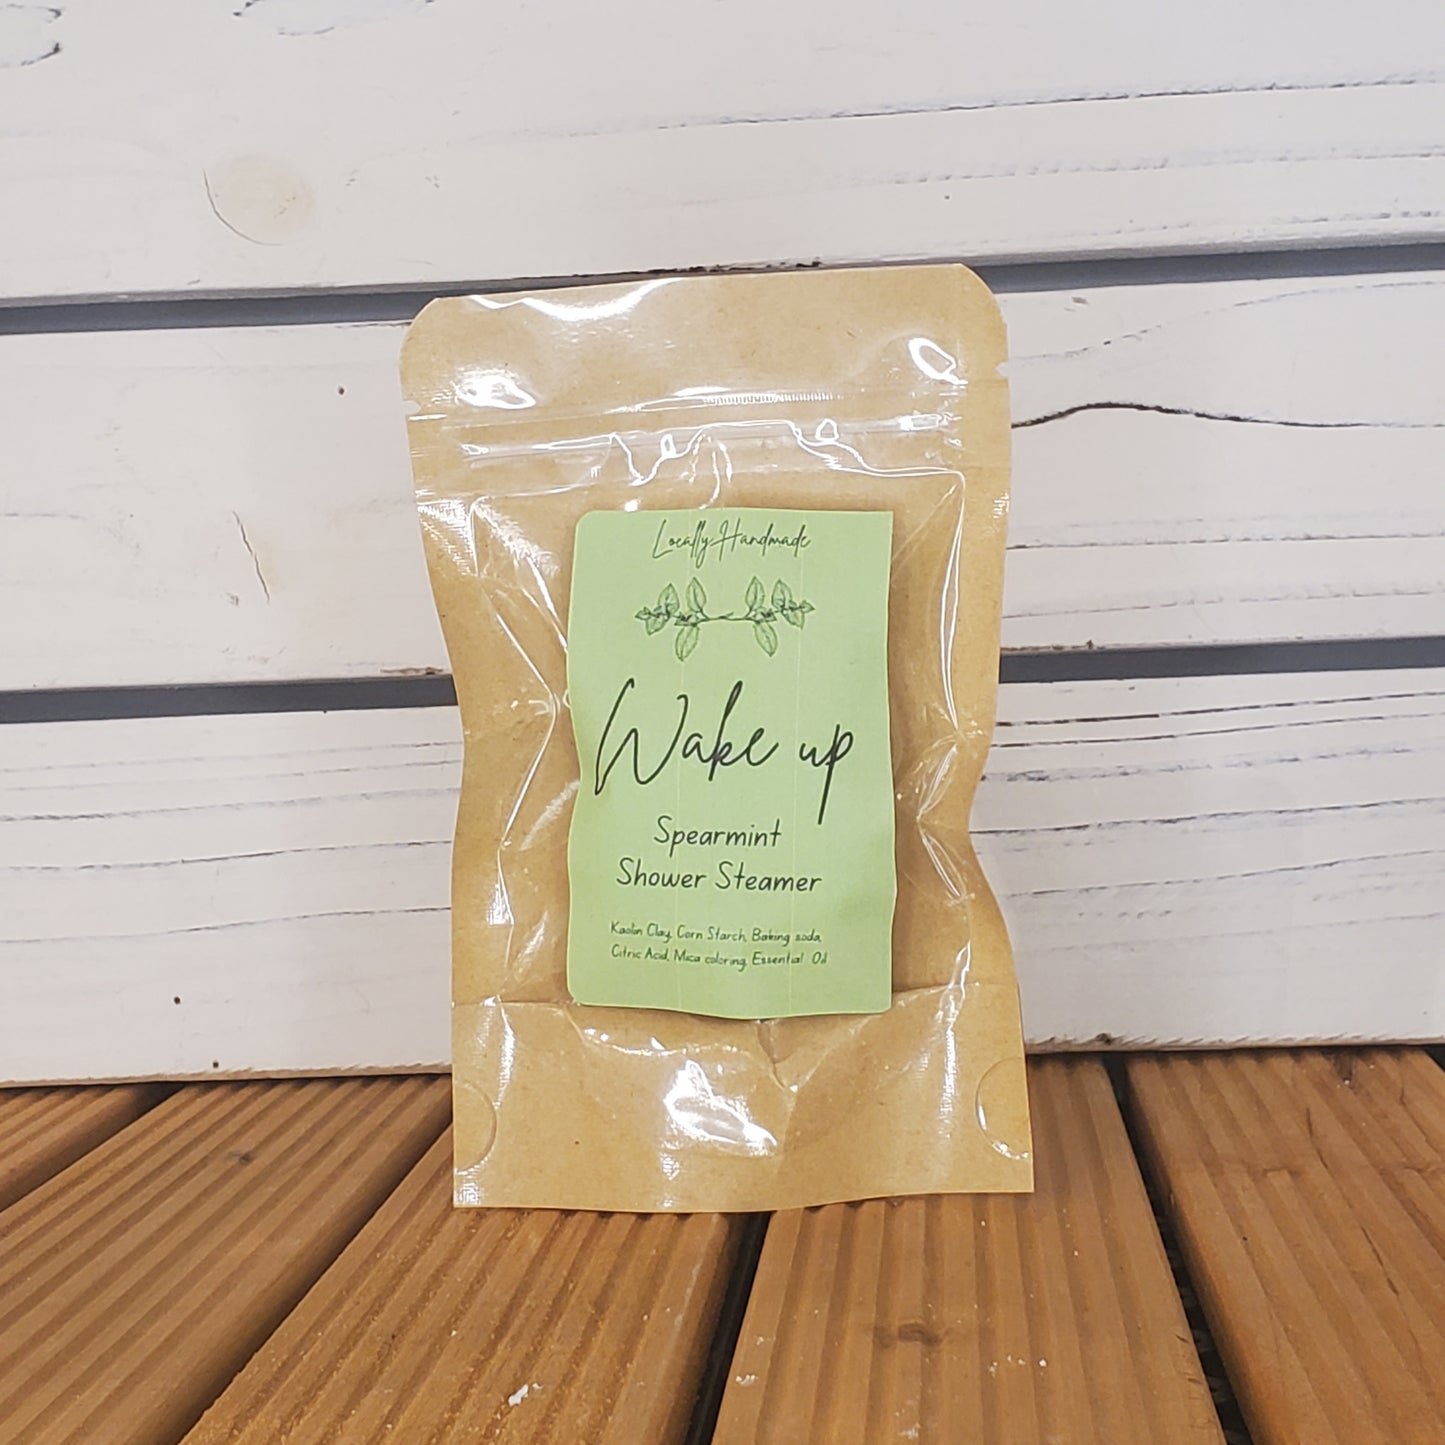 Locally Handmade
Wake up
Spearmint
Shower Steamer
Kaolin Clay, Corn Starch, Baking soda,
Citric Acid, Mica coloring, Essential Oil